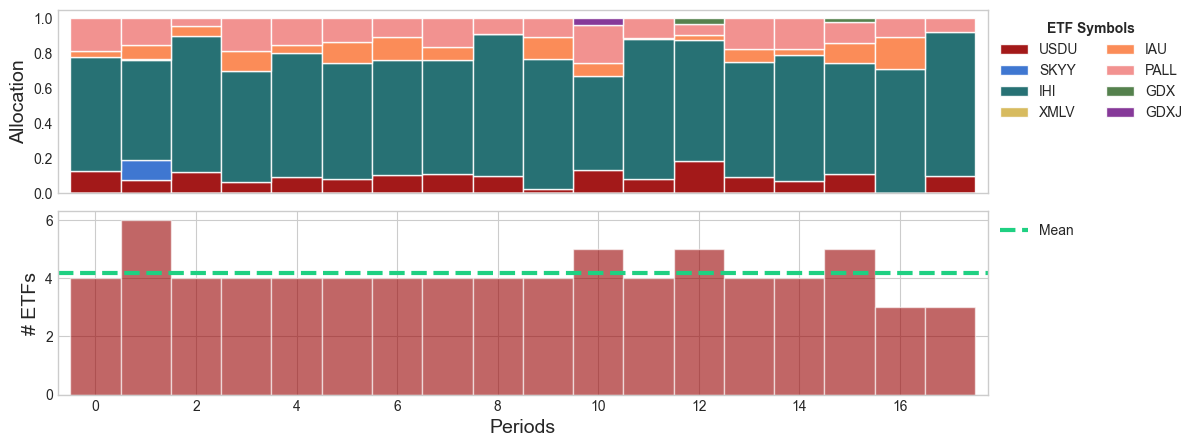 1.0
0.8
0.6
0.4
0.2
0.0
Allocation
ETF Symbols
USDU IAU
SKYY PALL
IHI GDX
XMLV GDXJ
6
4
2
0
# ETFs
Mean
0 2 4 6 8 10 12 14 16
Periods